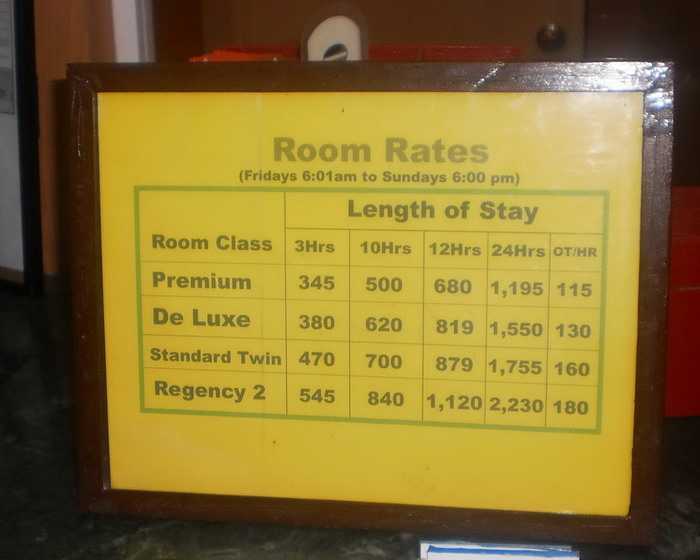 Room Rates
(Fridays 6:01am to Sundays 6:00 pm)
Length of Stay
Room Class 3Hrs 10Hrs 12Hrs 24Hrs OT/HR
Premium 345 500 680 1,195 115
De Luxe 380 620 819 1,550 130
Standard Twin 470 700 879 1,755 160
Regency 2 545 840 1,120 2,230 180